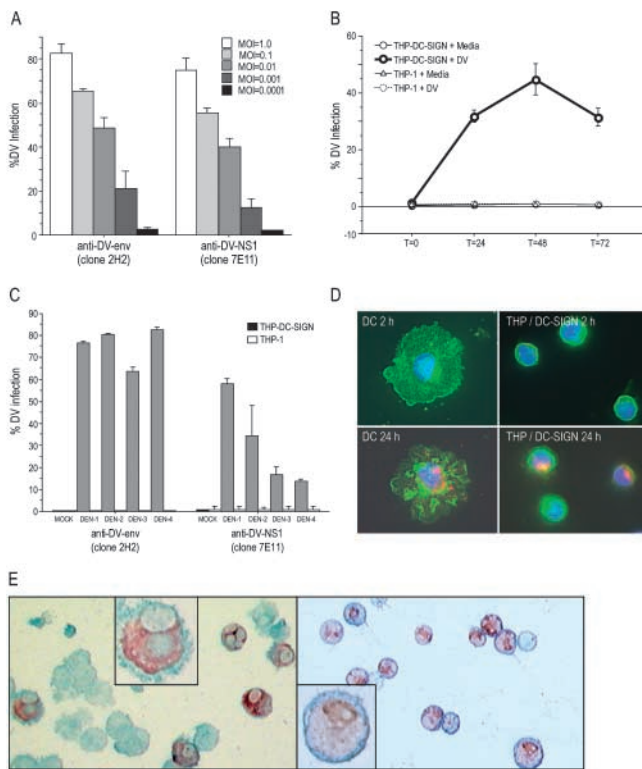 A
MOI=1.0
MOI=0.1
MOI=0.01
MOI=0.001
MOI=0.0001
%DV Infection
80
60
40
20
0
anti-DV-env
(clone 2H2)
anti-DV-NS1
(clone 7E11)
B
THP-DC-SIGN + Media
THP-DC-SIGN + DV
THP-1 + Media
THP-1 + DV
% DV Infection
60
50
40
30
20
10
0
-10
T=0
T=24
T=48
T=72
C
THP-DC-SIGN
THP-1
% DV infection
90
80
70
60
50
40
30
20
10
0
MOCK
DEN-1
DEN-2
DEN-3
DEN-4
MOCK
DEN-1
DEN-2
DEN-3
DEN-4
anti-DV-env
(clone 2H2)
anti-DV-NS1
(clone 7E11)
D
DC 2 h
THP / DC-SIGN 2 h
DC 24 h
THP / DC-SIGN 24 h
E